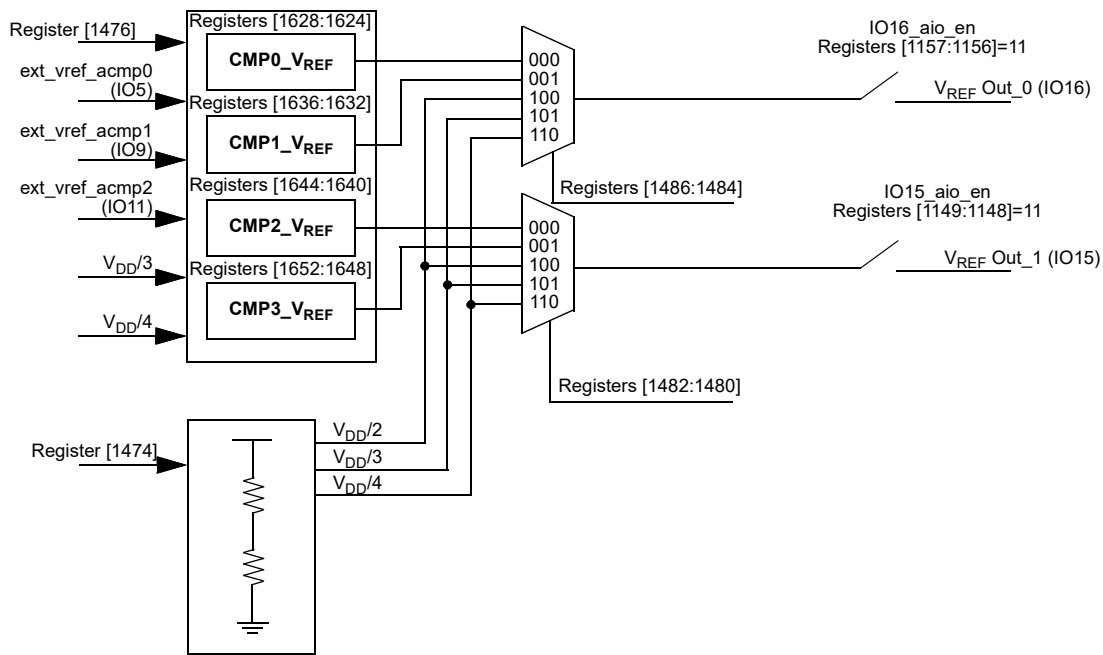 Register [1476]
ext_vref_acmp0
(IO5)
ext_vref_acmp1
(IO9)
ext_vref_acmp2
(IO11)
VDD/3
VDD/4
Registers [1628:1624]
CMP0_VREF
Registers [1636:1632]
CMP1_VREF
Registers [1644:1640]
CMP2_VREF
Registers [1652:1648]
CMP3_VREF
000
001
100
101
110
Registers [1486:1484]
IO16_aio_en
Registers [1157:1156]=11
VREF Out_0 (IO16)
000
001
100
101
110
Registers [1482:1480]
IO15_aio_en
Registers [1149:1148]=11
VREF Out_1 (IO15)
Register [1474]
VDD/2
VDD/3
VDD/4